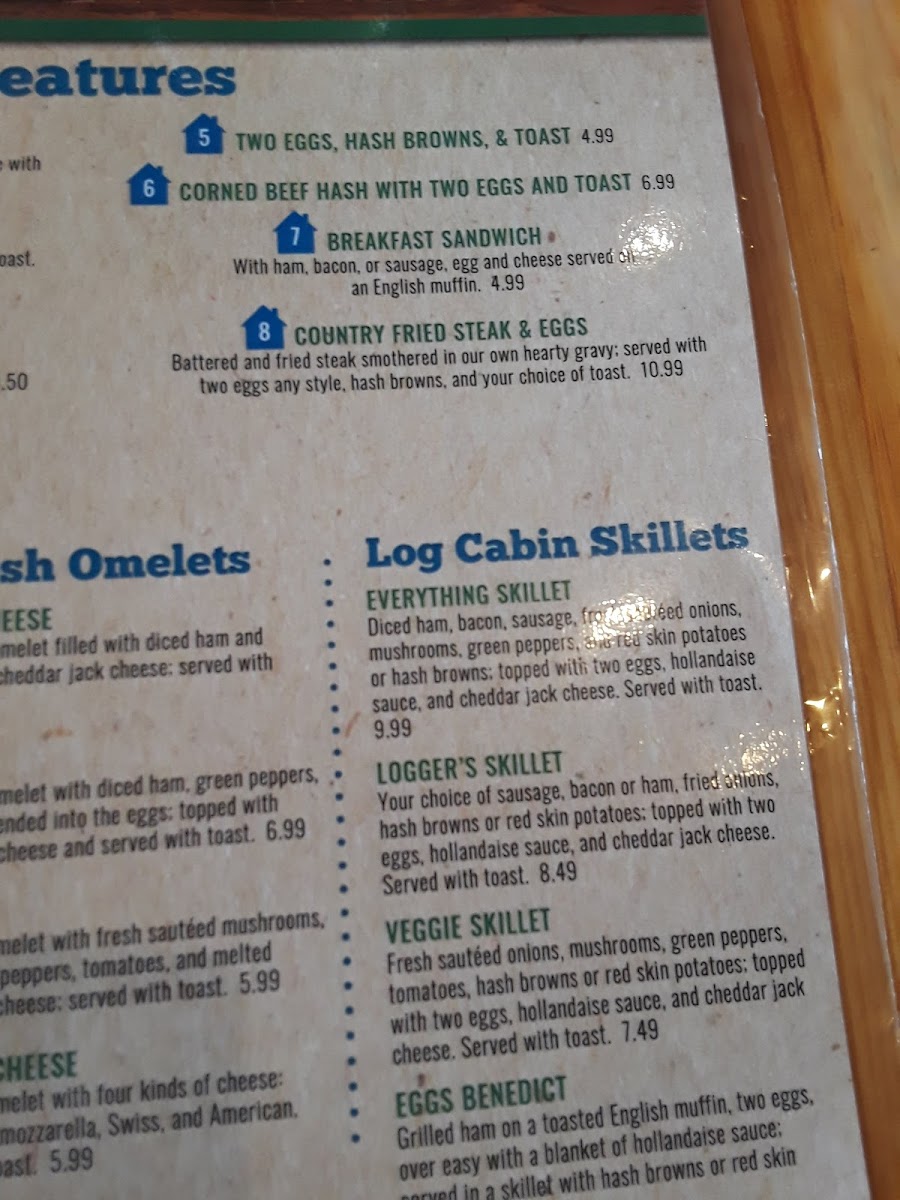 eatures
with
oast.
.50
5 TWO EGGS, HASH BROWNS, & TOAST 4.99
6 CORNED BEEF HASH WITH TWO EGGS AND TOAST 6.99
7 BREAKFAST SANDWICH
With ham, bacon, or sausage, egg and cheese served on
an English muffin. 4.99
8 COUNTRY FRIED STEAK & EGGS
Battered and fried steak smothered in our own hearty gravy; served with
two eggs any style, hash browns, and your choice of toast. 10.99
sh Omelets
EESE
melet filled with diced ham and
cheddar jack cheese; served with
melet with diced ham, green peppers,
ended into the eggs; topped with
cheese and served with toast. 6.99
melet with fresh sautéed mushrooms,
peppers, tomatoes, and melted
cheese; served with toast. 5.99
CHEESE
melet with four kinds of cheese:
mozzarella, Swiss, and American.
oast. 5.99
Log Cabin Skillets
EVERYTHING SKILLET
Diced ham, bacon, sausage, sautéed onions,
mushrooms, green peppers, and red skin potatoes
or hash browns; topped with two eggs, hollandaise
sauce, and cheddar jack cheese. Served with toast.
9.99
LOGGER'S SKILLET
Your choice of sausage, bacon or ham, fried onions,
hash browns or red skin potatoes; topped with two
eggs, hollandaise sauce, and cheddar jack cheese.
Served with toast. 8.49
VEGGIE SKILLET
Fresh sautéed onions, mushrooms, green peppers,
tomatoes, hash browns or red skin potatoes; topped
with two eggs, hollandaise sauce, and cheddar jack
cheese. Served with toast. 7.49
EGGS BENEDICT
Grilled ham on a toasted English muffin, two eggs,
over easy with a blanket of hollandaise sauce;
served in a skillet with hash browns or red skin